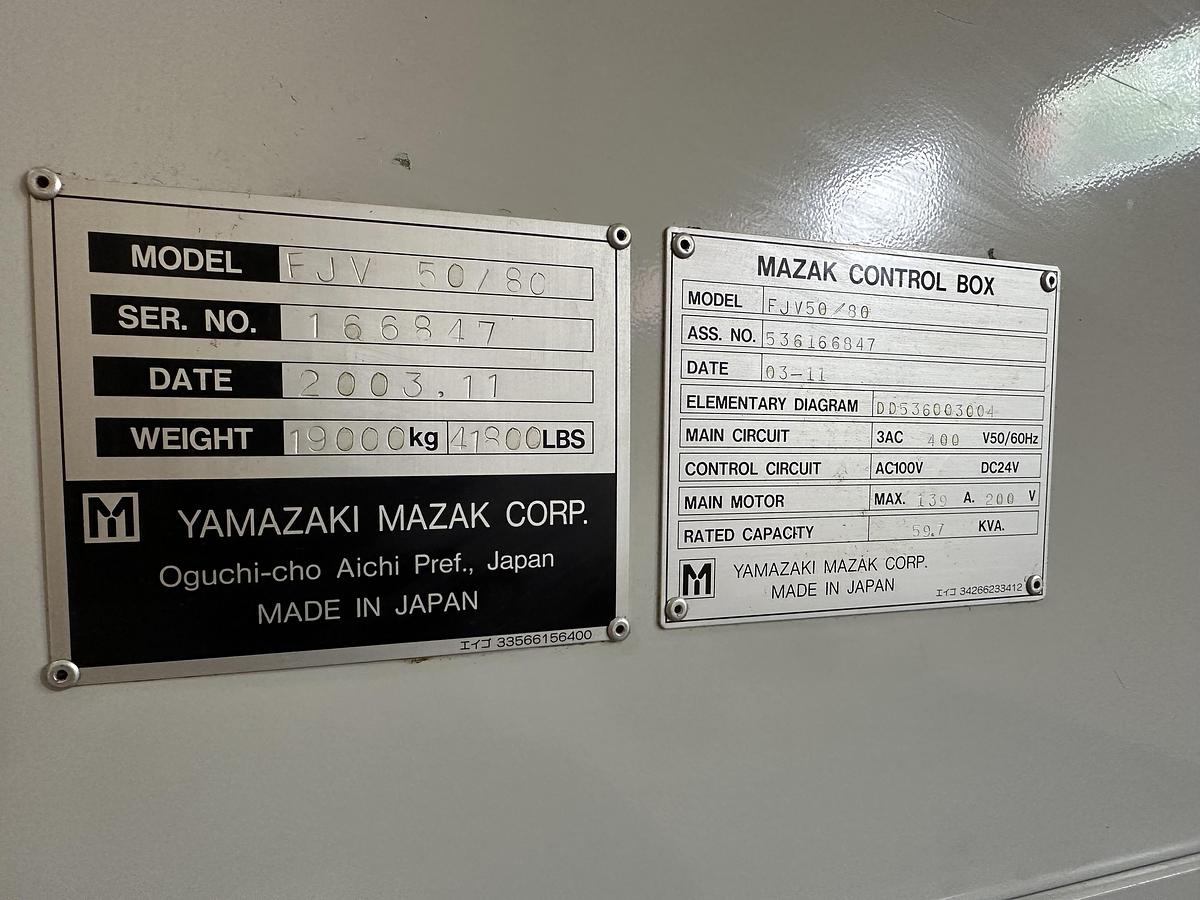 MODEL FJV 50/80
SER. NO. 166847
DATE 2003.11
WEIGHT 19000kg 41800LBS
YAMAZAKI MAZAK CORP.
Oguchi-cho Aichi Pref., Japan
MADE IN JAPAN
エイコ 33566156400
MAZAK CONTROL BOX
MODEL FJV50/80
ASS. NO. 536166847
DATE 03-11
ELEMENTARY DIAGRAM DD536003004
MAIN CIRCUIT 3AC 400 V50/60Hz
CONTROL CIRCUIT AC100V DC24V
MAIN MOTOR MAX. 139 A. 200 V
RATED CAPACITY 59.7 KVA.
YAMAZAKI MAZAK CORP.
MADE IN JAPAN
エイコ 34266233412